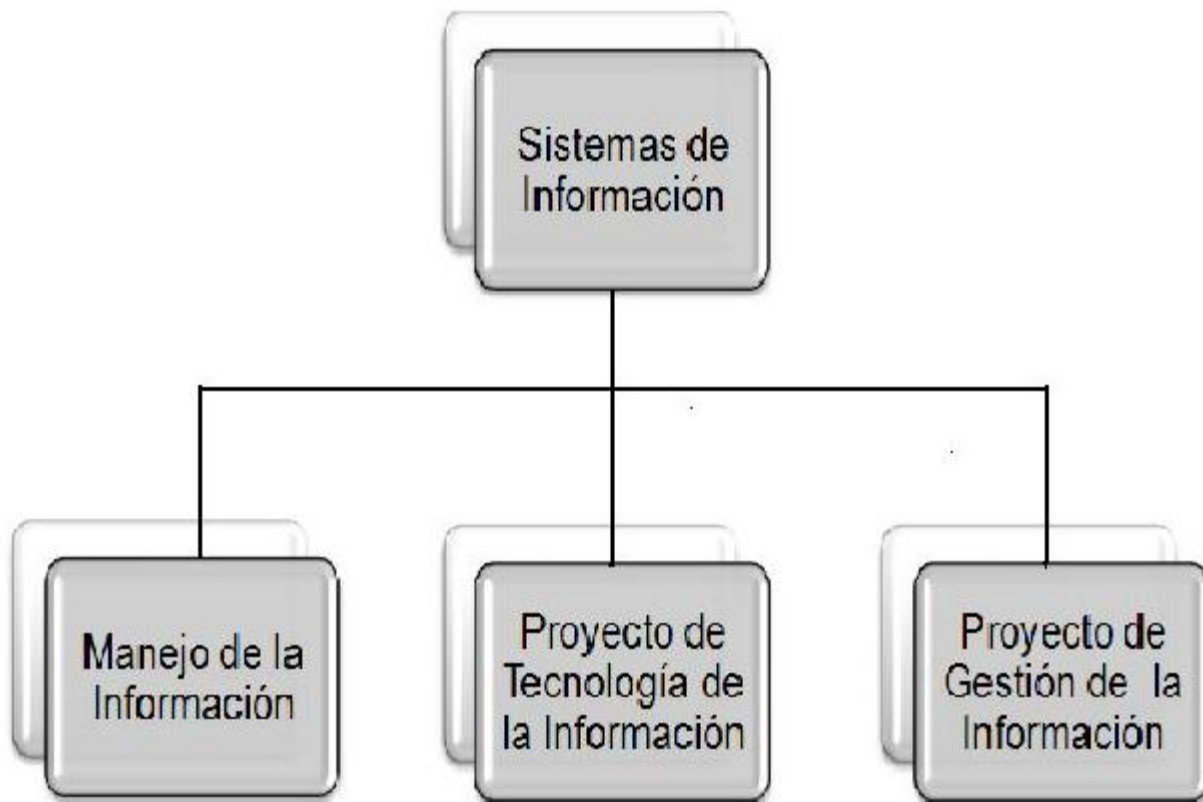 Sistemas de
Información
Manejo de la
Información
Proyecto de
Tecnología de
la Información
Proyecto de
Gestión de la
Información